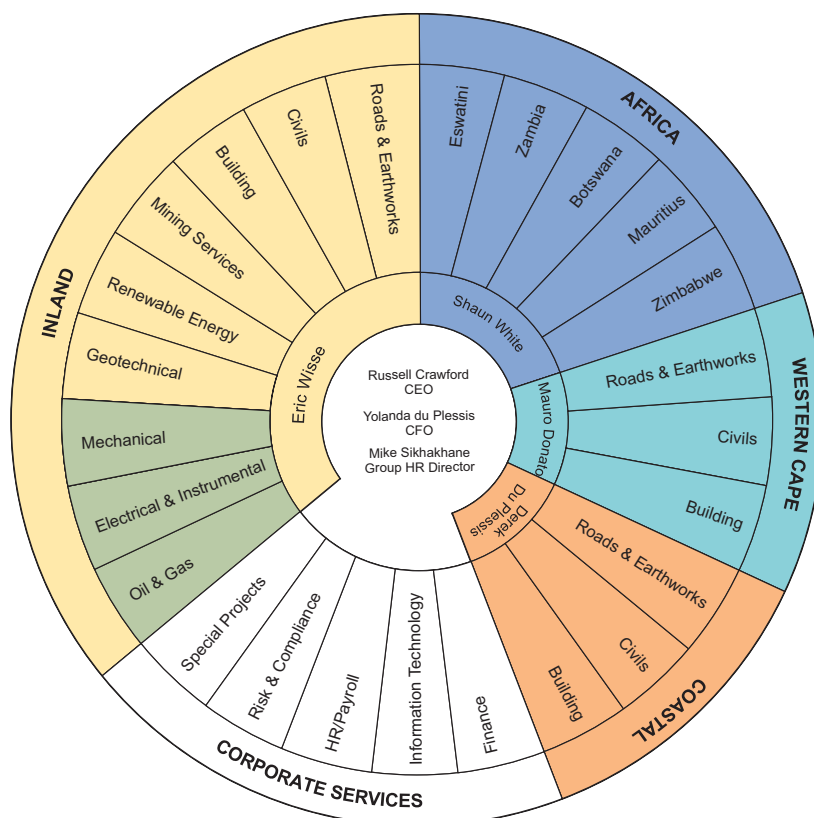 Russell Crawford
CEO
Yolanda du Plessis
CFO
Mike Sikhakhane
Group HR Director
INLAND
Eric Wisse
Roads & Earthworks
Civils
Building
Mining Services
Renewable Energy
Geotechnical
Mechanical
Electrical & Instrumental
Oil & Gas
AFRICA
Shaun White
Eswatini
Zambia
Botswana
Mauritius
Zimbabwe
WESTERN CAPE
Mauro Donato
Roads & Earthworks
Civils
Building
COASTAL
Derek
Du Plessis
Roads & Earthworks
Civils
Building
CORPORATE SERVICES
Special Projects
Risk & Compliance
HR/Payroll
Information Technology
Finance